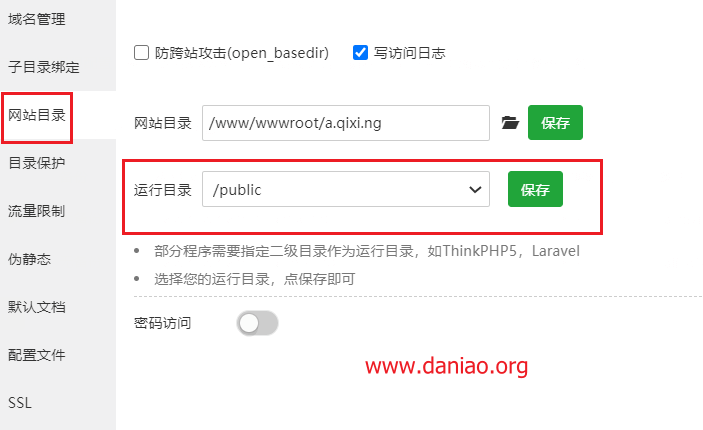 域名管理
子目录绑定
网站目录
目录保护
流量限制
伪静态
默认文档
配置文件
SSL
防跨站攻击(open_basedir) 写访问日志
网站目录 /www/wwwroot/a.qixi.ng 保存
运行目录 /public 保存
部分程序需要指定二级目录作为运行目录，如ThinkPHP5，Laravel
选择您的运行目录，点保存即可
密码访问
www.daniao.org